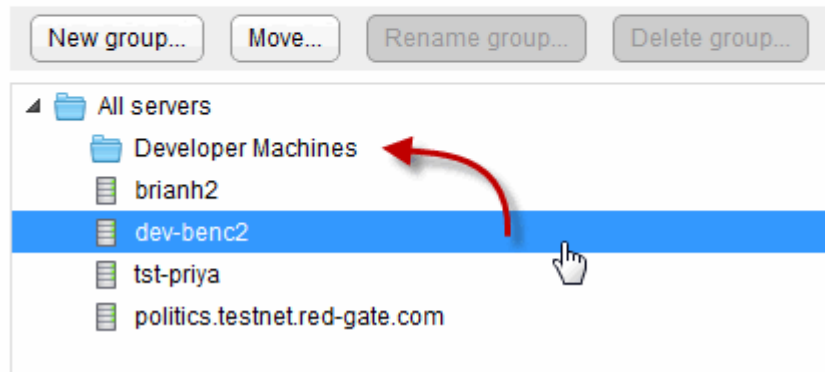 New group... Move... Rename group... Delete group...
All servers
Developer Machines
brianh2
dev-benc2
tst-priya
politics.testnet.red-gate.com